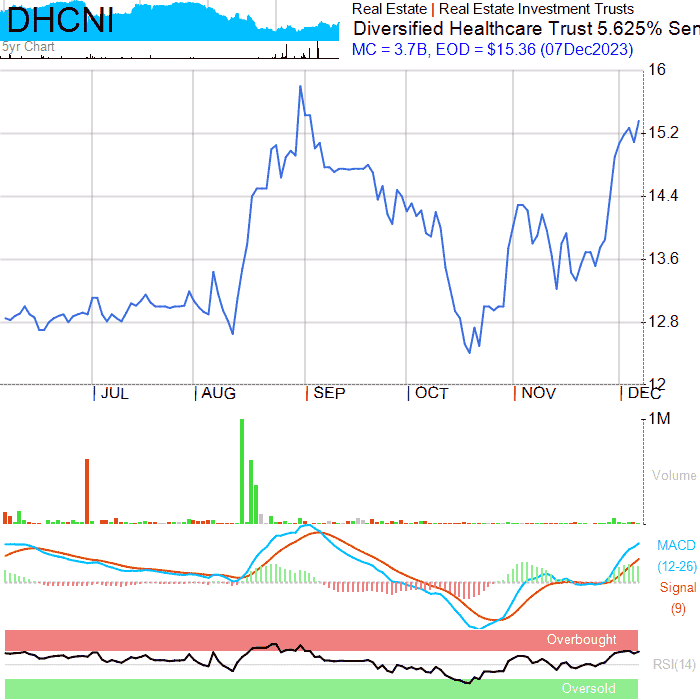 DHCNI
5yr Chart
Real Estate | Real Estate Investment Trusts
Diversified Healthcare Trust 5.625% Sen
MC = 3.7B, EOD = $15.36 (07Dec2023)
16
15.2
14.4
13.6
12.8
12
JUL
AUG
SEP
OCT
NOV
DEC
1M
Volume
MACD
(12-26)
Signal
(9)
Overbought
RSI(14)
Oversold